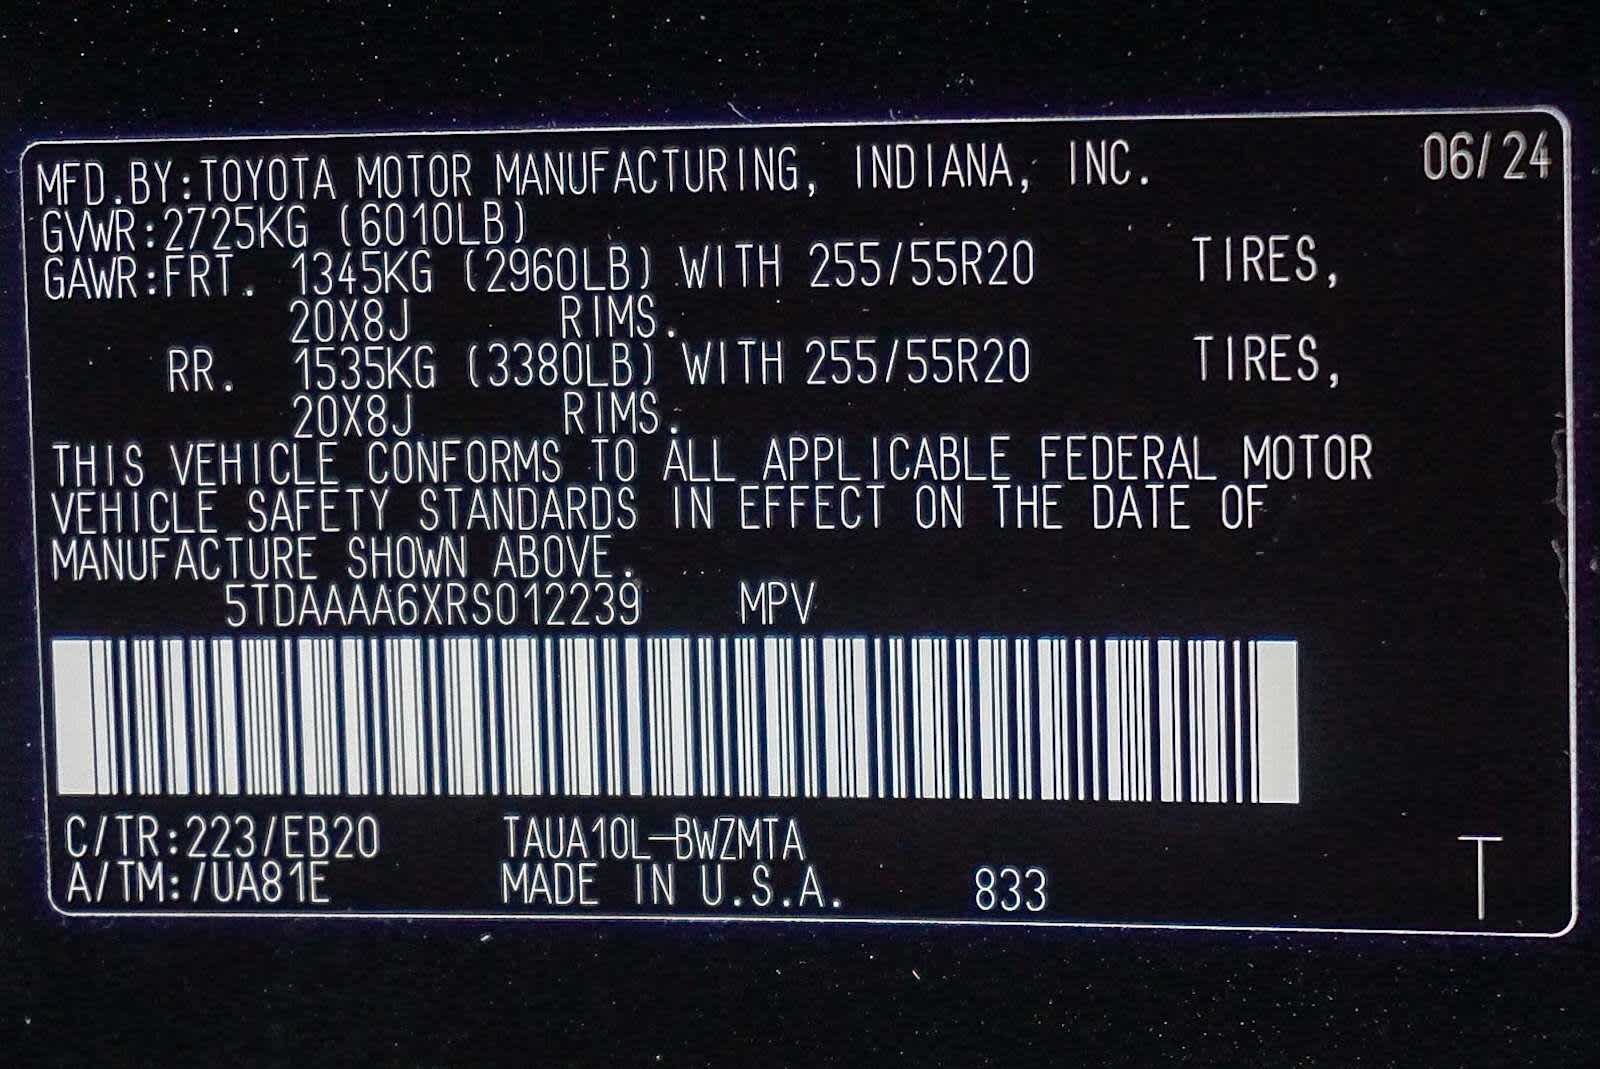 MFD.BY:TOYOTA MOTOR MANUFACTURING, INDIANA, INC. 06/24
GVWR:2725KG (6010LB)
GAWR:FRT. 1345KG (2960LB) WITH 255/55R20 TIRES,
20X8J RIMS.
RR. 1535KG (3380LB) WITH 255/55R20 TIRES,
20X8J RIMS.
THIS VEHICLE CONFORMS TO ALL APPLICABLE FEDERAL MOTOR
VEHICLE SAFETY STANDARDS IN EFFECT ON THE DATE OF
MANUFACTURE SHOWN ABOVE.
5TDAAAA6XRS012239 MPV
C/TR:223/EB20 TAUA10L-BWZMTA
A/TM:/UA81E MADE IN U.S.A. 833 T